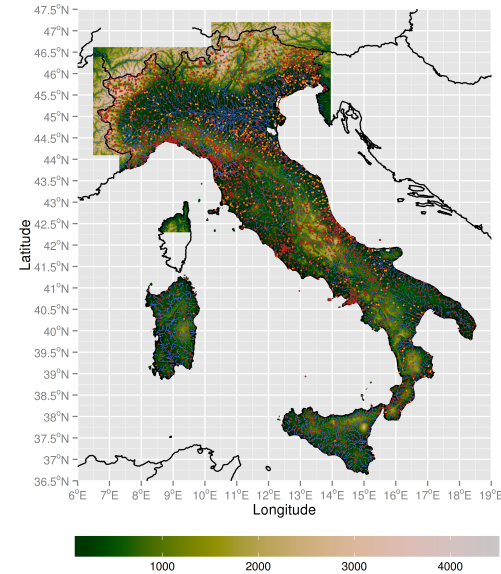 47.5°N
47°N
46.5°N
46°N
45.5°N
45°N
44.5°N
44°N
43.5°N
43°N
42.5°N
42°N
41.5°N
41°N
40.5°N
40°N
39.5°N
39°N
38.5°N
38°N
37.5°N
37°N
36.5°N
Latitude
6°E 7°E 8°E 9°E 10°E 11°E 12°E 13°E 14°E 15°E 16°E 17°E 18°E 19°E
Longitude
1000 2000 3000 4000